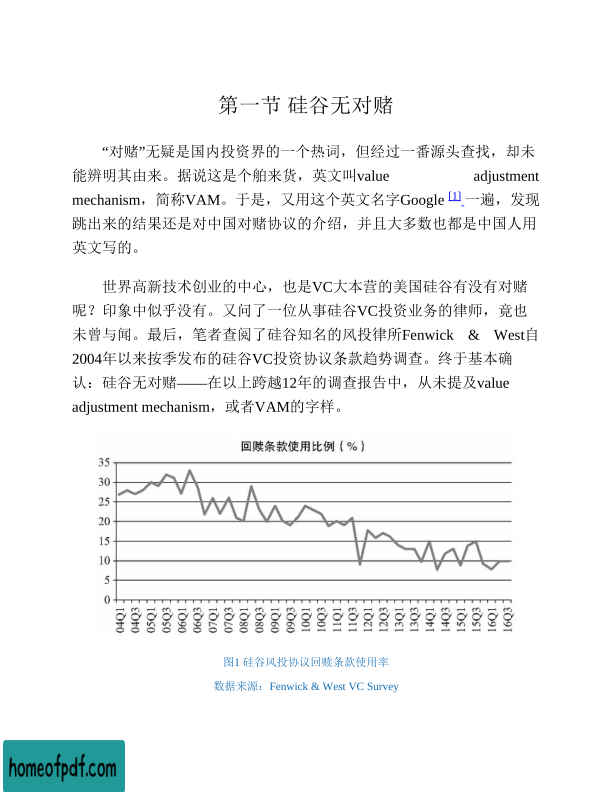 第一节 硅谷无对赌
“对赌”无疑是国内投资界的一个热词，但经过一番源头查找，却未
能辨明其由来。据说这是个舶来货，英文叫value adjustment
mechanism，简称VAM。于是，又用这个英文名字Google [1] 一遍，发现
跳出来的结果还是对中国对赌协议的介绍，并且大多数也都是中国人用
英文写的。
世界高新技术创业的中心，也是VC大本营的美国硅谷有没有对赌
呢？印象中似乎没有。又问了一位从事硅谷VC投资业务的律师，竟也
未曾与闻。最后，笔者查阅了硅谷知名的风投律所Fenwick & West自
2004年以来按季发布的硅谷VC投资协议条款趋势调查。终于基本确
认：硅谷无对赌——在以上跨越12年的调查报告中，从未提及value
adjustment mechanism，或者VAM的字样。
回赎条款使用比例（%）
35
30
25
20
15
10
5
0
04Q1 04Q3 05Q1 05Q3 06Q1 06Q3 07Q1 07Q3 08Q1 08Q3 09Q1 09Q3 10Q1 10Q3 11Q1 11Q3 12Q1 12Q3 13Q1 13Q3 14Q1 14Q3 15Q1 15Q3 16Q1 16Q3
图1 硅谷风投协议回赎条款使用率
数据来源：Fenwick & West VC Survey
homeofpdf.com